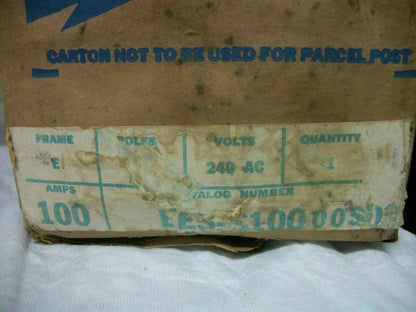 CARTON NOT TO BE USED FOR PARCEL POST
FRAME POLES VOLTS QUANTITY
E 240 AC 1
AMPS CATALOG NUMBER
100